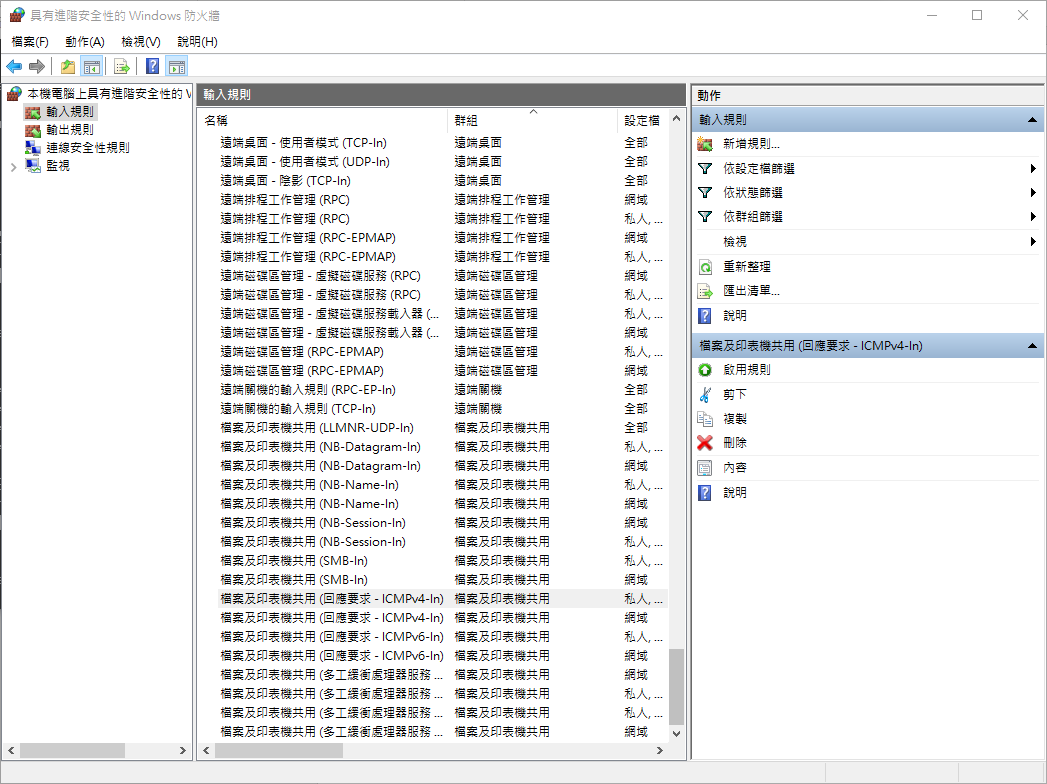 具有進階安全性的 Windows 防火牆
檔案(F) 動作(A) 檢視(V) 說明(H)
本機電腦上具有進階安全性的 V
輸入規則
輸出規則
連線安全性規則
監視
輸入規則
名稱 群組 設定檔
遠端桌面 - 使用者模式 (TCP-In) 遠端桌面 全部
遠端桌面 - 使用者模式 (UDP-In) 遠端桌面 全部
遠端桌面 - 陰影 (TCP-In) 遠端桌面 全部
遠端排程工作管理 (RPC) 遠端排程工作管理 網域
遠端排程工作管理 (RPC) 遠端排程工作管理 私人, ...
遠端排程工作管理 (RPC-EPMAP) 遠端排程工作管理 網域
遠端排程工作管理 (RPC-EPMAP) 遠端排程工作管理 私人, ...
遠端磁碟區管理 - 虛擬磁碟服務 (RPC) 遠端磁碟區管理 網域
遠端磁碟區管理 - 虛擬磁碟服務 (RPC) 遠端磁碟區管理 私人, ...
遠端磁碟區管理 - 虛擬磁碟服務載入器 (... 遠端磁碟區管理 私人, ...
遠端磁碟區管理 - 虛擬磁碟服務載入器 (... 遠端磁碟區管理 網域
遠端磁碟區管理 (RPC-EPMAP) 遠端磁碟區管理 私人, ...
遠端磁碟區管理 (RPC-EPMAP) 遠端磁碟區管理 網域
遠端關機的輸入規則 (RPC-EP-In) 遠端關機 全部
遠端關機的輸入規則 (TCP-In) 遠端關機 全部
檔案及印表機共用 (LLMNR-UDP-In) 檔案及印表機共用 全部
檔案及印表機共用 (NB-Datagram-In) 檔案及印表機共用 私人, ...
檔案及印表機共用 (NB-Datagram-In) 檔案及印表機共用 網域
檔案及印表機共用 (NB-Name-In) 檔案及印表機共用 私人, ...
檔案及印表機共用 (NB-Name-In) 檔案及印表機共用 網域
檔案及印表機共用 (NB-Session-In) 檔案及印表機共用 網域
檔案及印表機共用 (NB-Session-In) 檔案及印表機共用 私人, ...
檔案及印表機共用 (SMB-In) 檔案及印表機共用 私人, ...
檔案及印表機共用 (SMB-In) 檔案及印表機共用 網域
檔案及印表機共用 (回應要求 - ICMPv4-In) 檔案及印表機共用 私人, ...
檔案及印表機共用 (回應要求 - ICMPv4-In) 檔案及印表機共用 網域
檔案及印表機共用 (回應要求 - ICMPv6-In) 檔案及印表機共用 私人, ...
檔案及印表機共用 (回應要求 - ICMPv6-In) 檔案及印表機共用 網域
檔案及印表機共用 (多工緩衝處理器服務 ... 檔案及印表機共用 網域
檔案及印表機共用 (多工緩衝處理器服務 ... 檔案及印表機共用 私人, ...
檔案及印表機共用 (多工緩衝處理器服務 ... 檔案及印表機共用 私人, ...
檔案及印表機共用 (多工緩衝處理器服務 ... 檔案及印表機共用 網域
動作
輸入規則
新增規則...
依設定檔篩選
依狀態篩選
依群組篩選
檢視
重新整理
匯出清單...
說明
檔案及印表機共用 (回應要求 - ICMPv4-In)
啟用規則
剪下
複製
刪除
內容
說明